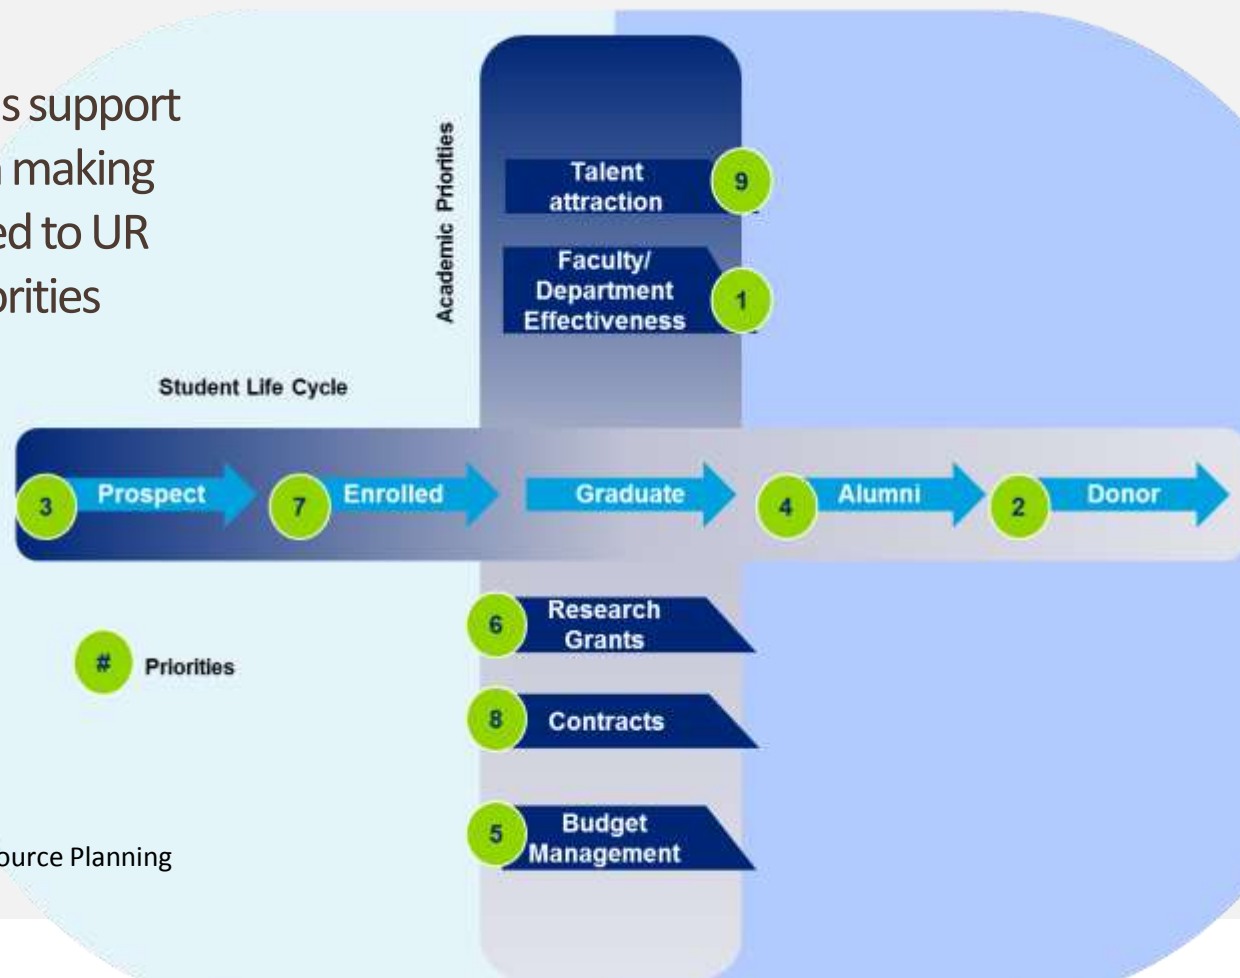 s support
making
ed to UR
orities
Academic Priorities
Talent
attraction
9
Faculty/
Department
Effectiveness
1
Student Life Cycle
3
Prospect
7
Enrolled
Graduate
4
Alumni
2
Donor
6
Research
Grants
# Priorities
8
Contracts
5
Budget
Management
ource Planning